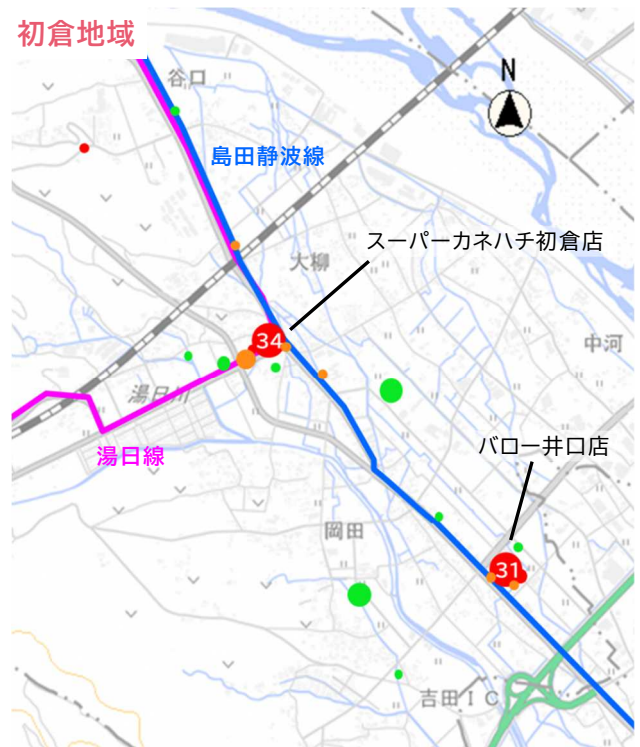 初倉地域
谷口
N
島田静波線
スーパーカネハチ初倉店
大柳
34
中河
湯日川
湯日線
バロー井口店
岡田
31
吉田IC